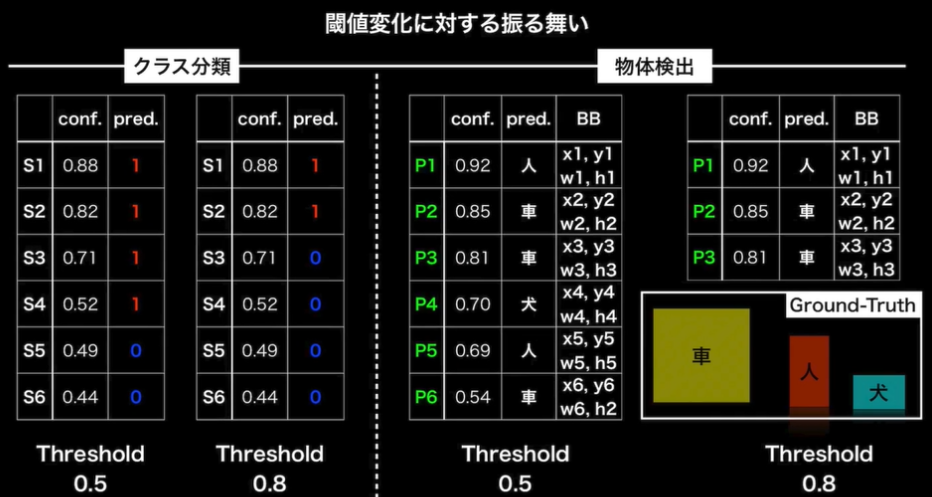 閾値変化に対する振る舞い
クラス分類
conf. pred.
S1 0.88 1
S2 0.82 1
S3 0.71 1
S4 0.52 1
S5 0.49 0
S6 0.44 0
Threshold
0.5
conf. pred.
S1 0.88 1
S2 0.82 1
S3 0.71 0
S4 0.52 0
S5 0.49 0
S6 0.44 0
Threshold
0.8
物体検出
conf. pred. BB
P1 0.92 人 x1, y1
w1, h1
P2 0.85 車 x2, y2
w2, h2
P3 0.81 車 x3, y3
w3, h3
P4 0.70 犬 x4, y4
w4, h4
P5 0.69 人 x5, y5
w5, h5
P6 0.54 車 x6, y6
w6, h2
Threshold
0.5
conf. pred. BB
P1 0.92 人 x1, y1
w1, h1
P2 0.85 車 x2, y2
w2, h2
P3 0.81 車 x3, y3
w3, h3
Ground-Truth
車
人
犬
Threshold
0.8